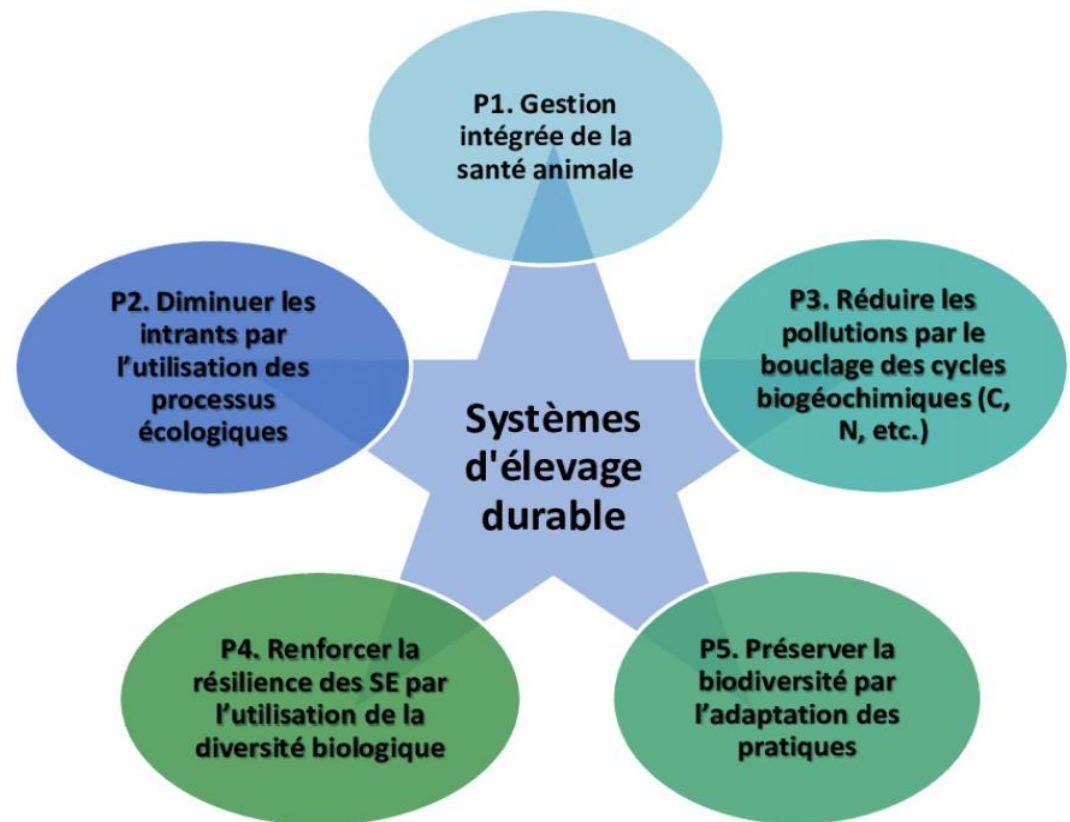 P1. Gestion
intégrée de la
santé animale
P2. Diminuer les
intrants par
l'utilisation des
processus
écologiques
P3. Réduire les
pollutions par le
bouclage des cycles
biogéochimiques (C,
N, etc.)
Systèmes
d'élevage
durable
P4. Renforcer la
résilience des SE par
l'utilisation de la
diversité biologique
P5. Préserver la
biodiversité par
l'adaptation des
pratiques